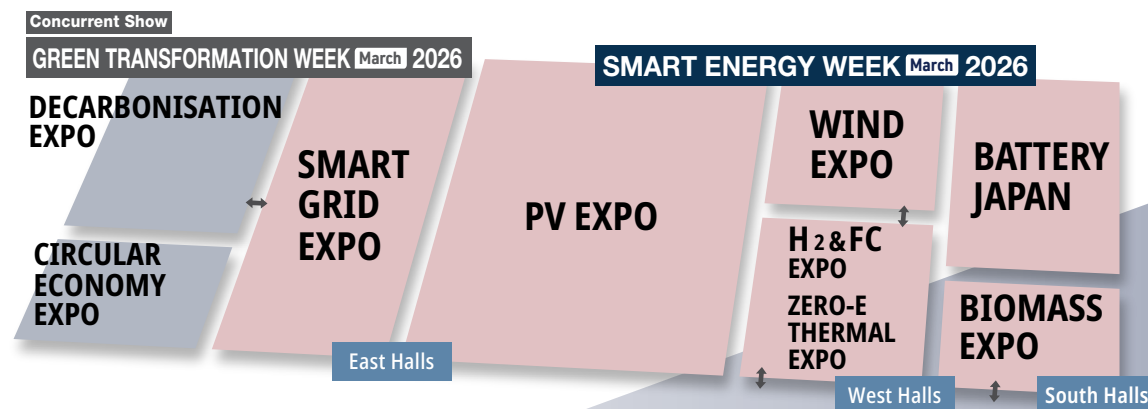 Concurrent Show
GREEN TRANSFORMATION WEEK March 2026
SMART ENERGY WEEK March 2026
DECARBONISATION
EXPO
CIRCULAR
ECONOMY
EXPO
SMART
GRID
EXPO
PV EXPO
WIND
EXPO
H2&FC
EXPO
ZERO-E
THERMAL
EXPO
BATTERY
JAPAN
BIOMASS
EXPO
East Halls
West Halls
South Halls